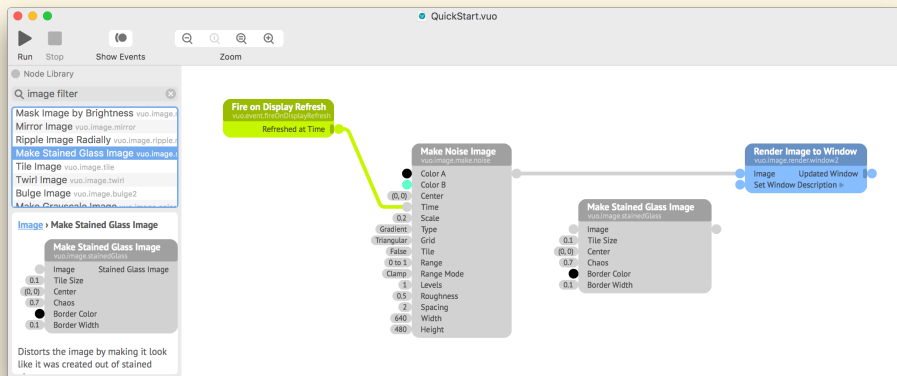 QuickStart.vuo
Run Stop Show Events Zoom
Node Library
image filter
Mask Image by Brightness vuo.image.
Mirror Image vuo.image.mirror
Ripple Image Radially vuo.image.ripple.r
Make Stained Glass Image vuo.image.
Tile Image vuo.image.tile
Twirl Image vuo.image.twirl
Bulge Image vuo.image.bulge2
Make Grayscale Image
Image › Make Stained Glass Image
Make Stained Glass Image
vuo.image.stainedGlass
Image Stained Glass Image
0.1 Tile Size
(0, 0) Center
0.7 Chaos
Border Color
0.1 Border Width
Distorts the image by making it look
like it was created out of stained
Fire on Display Refresh
vuo.event.fireOnDisplayRefresh
Refreshed at Time
Make Noise Image
vuo.image.make.noise
Color A
Color B
(0, 0) Center
Time
0.2 Scale
Gradient Type
Triangular Grid
False Tile
0 to 1 Range
Clamp Range Mode
1 Levels
0.5 Roughness
2 Spacing
640 Width
480 Height
Make Stained Glass Image
vuo.image.stainedGlass
Image
0.1 Tile Size
(0, 0) Center
0.7 Chaos
Border Color
0.1 Border Width
Render Image to Window
vuo.image.render.window2
Image Updated Window
Set Window Description